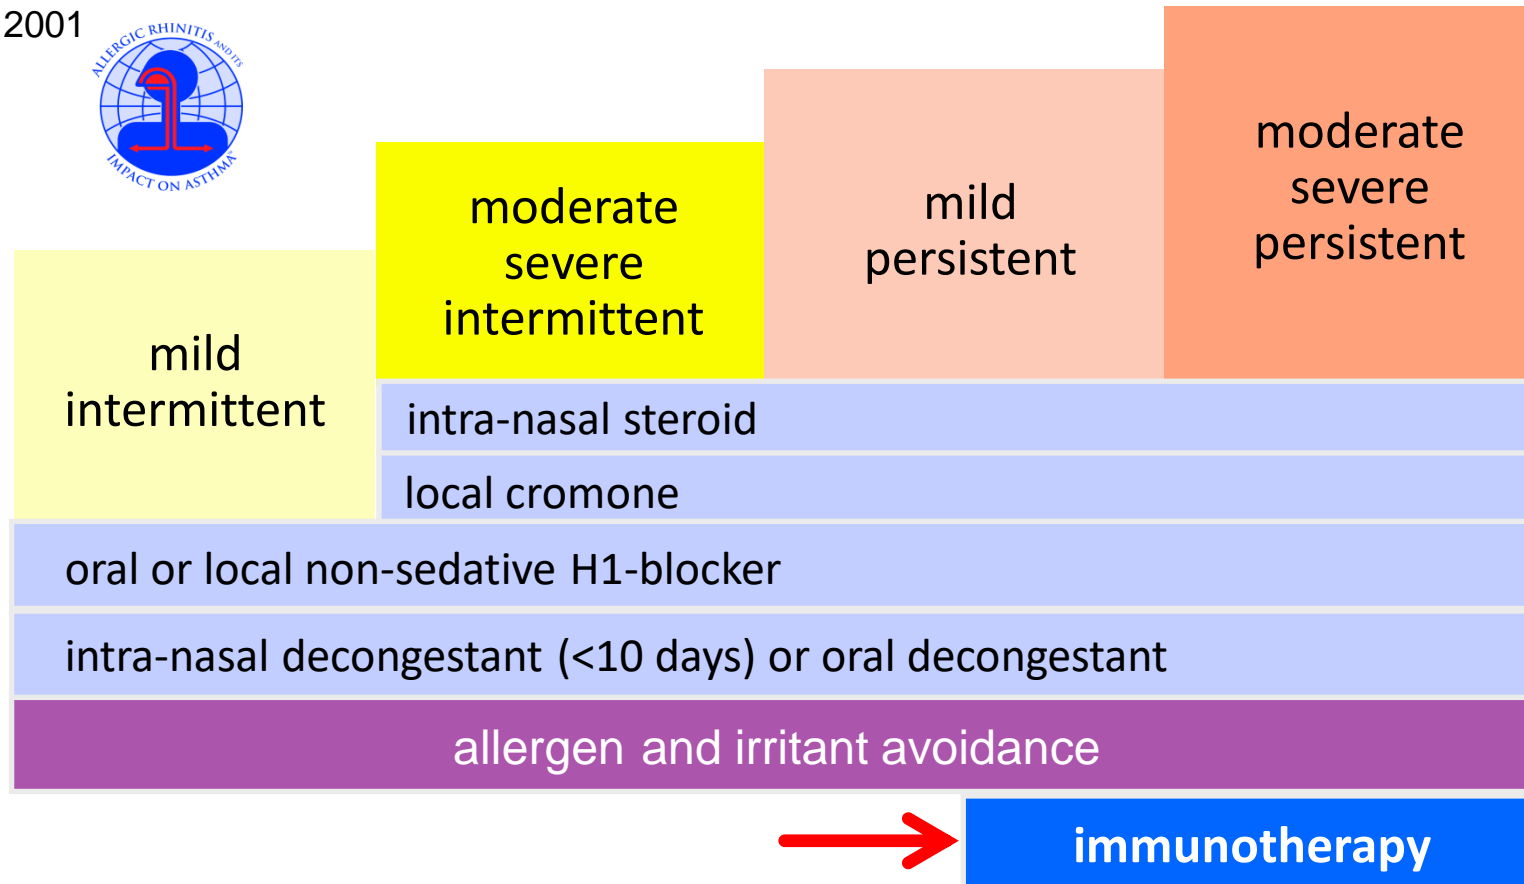 2001
ALLERGIC RHINITIS AND ITS
IMPACT ON ASTHMA
mild
intermittent
moderate
severe
intermittent
mild
persistent
moderate
severe
persistent
intra-nasal steroid
local cromone
oral or local non-sedative H1-blocker
intra-nasal decongestant (<10 days) or oral decongestant
allergen and irritant avoidance
immunotherapy